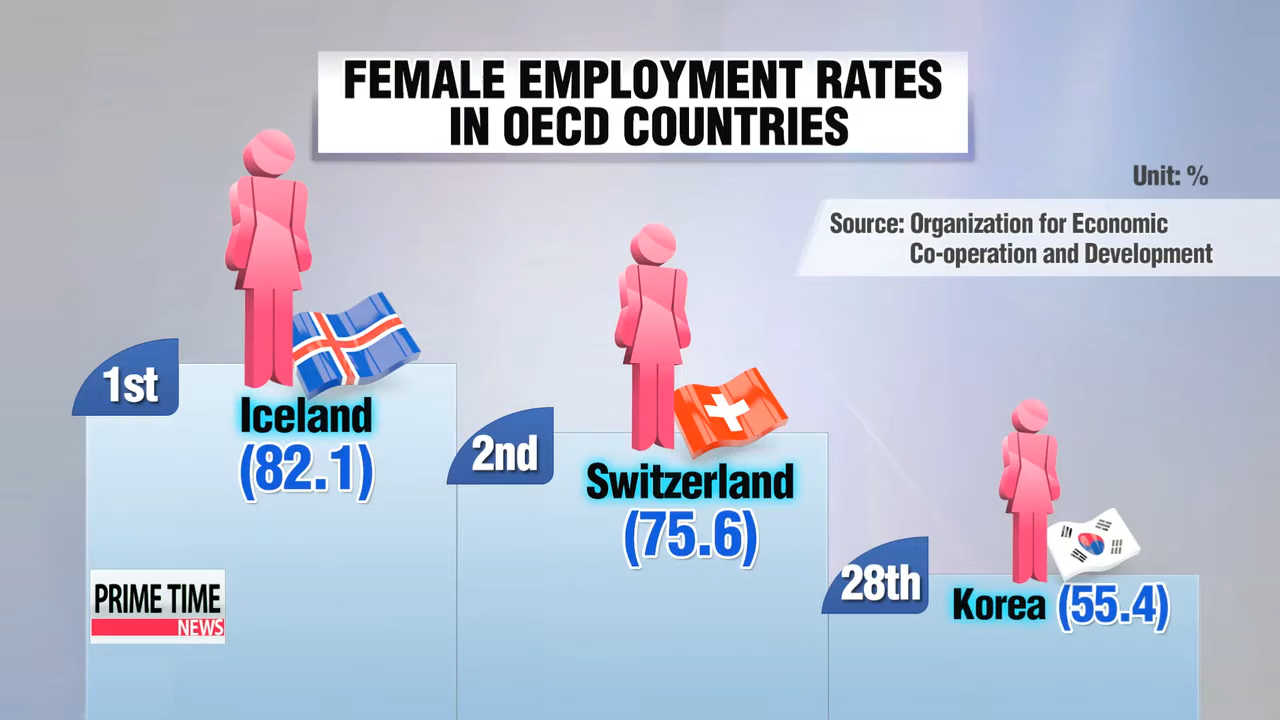 FEMALE EMPLOYMENT RATES
IN OECD COUNTRIES
Unit: %
Source: Organization for Economic
Co-operation and Development
1st
Iceland
(82.1)
2nd
Switzerland
(75.6)
28th
Korea (55.4)
PRIME TIME
NEWS